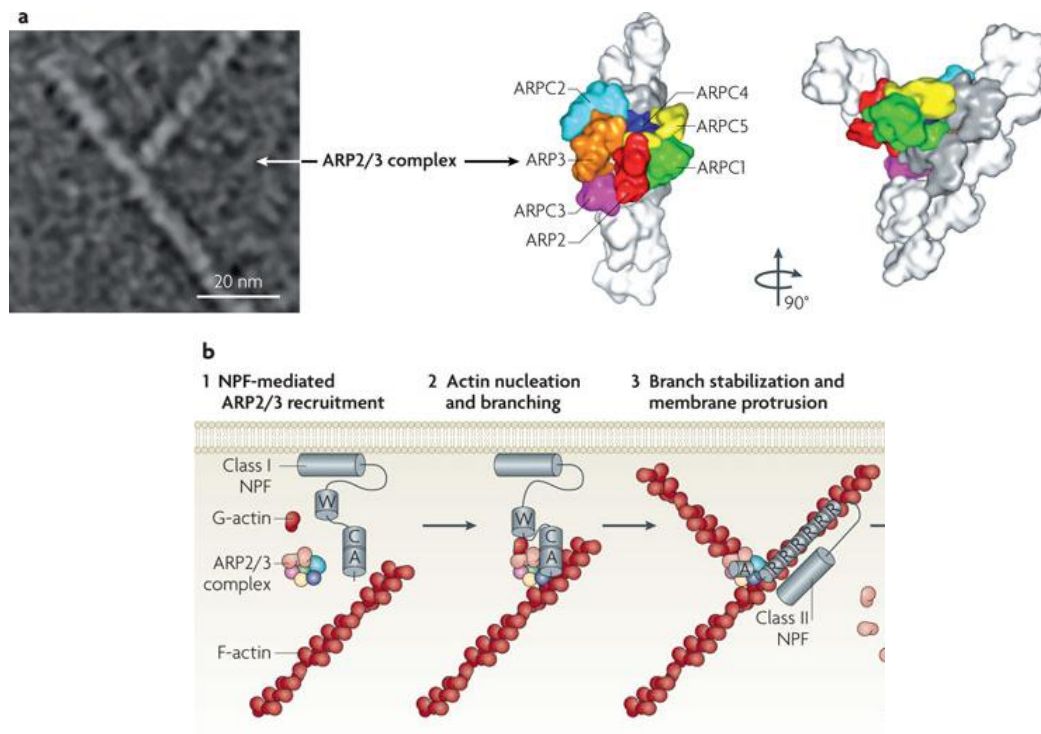 a
ARPC2
ARPC4
ARPC5
ARP2/3 complex
ARP3
ARPC1
ARPC3
ARP2
20 nm
90°
b
1 NPF-mediated
ARP2/3 recruitment
2 Actin nucleation
and branching
3 Branch stabilization and
membrane protrusion
Class I
NPF
W
G-actin
C
A
ARP2/3
complex
F-actin
W
C
A
A
RRRRRR
Class II
NPF